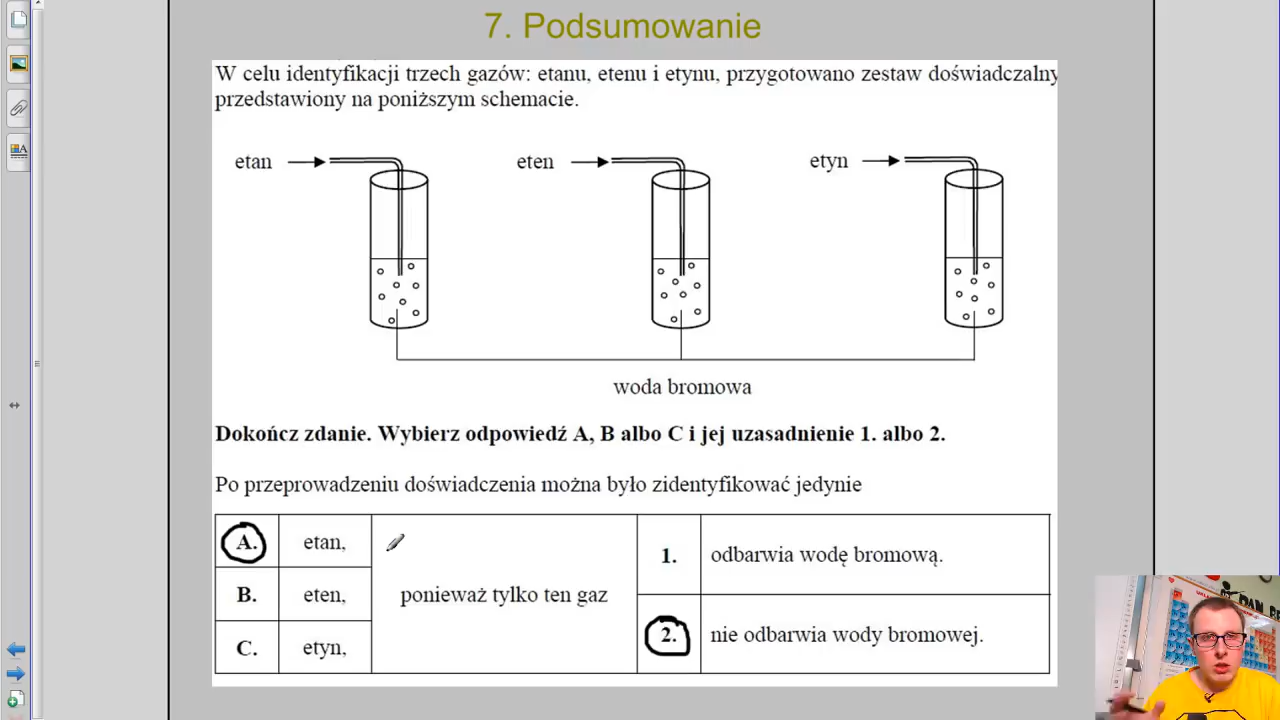 7. Podsumowanie
W celu identyfikacji trzech gazów: etanu, etenu i etynu, przygotowano zestaw doświadczalny
przedstawiony na poniższym schemacie.
etan
eten
etyn
woda bromowa
Dokończ zdanie. Wybierz odpowiedź A, B albo C i jej uzasadnienie 1. albo 2.
Po przeprowadzeniu doświadczenia można było zidentyfikować jedynie
A. etan,
B. eten,
C. etyn,
ponieważ tylko ten gaz
1. odbarwia wodę bromową.
2. nie odbarwia wody bromowej.